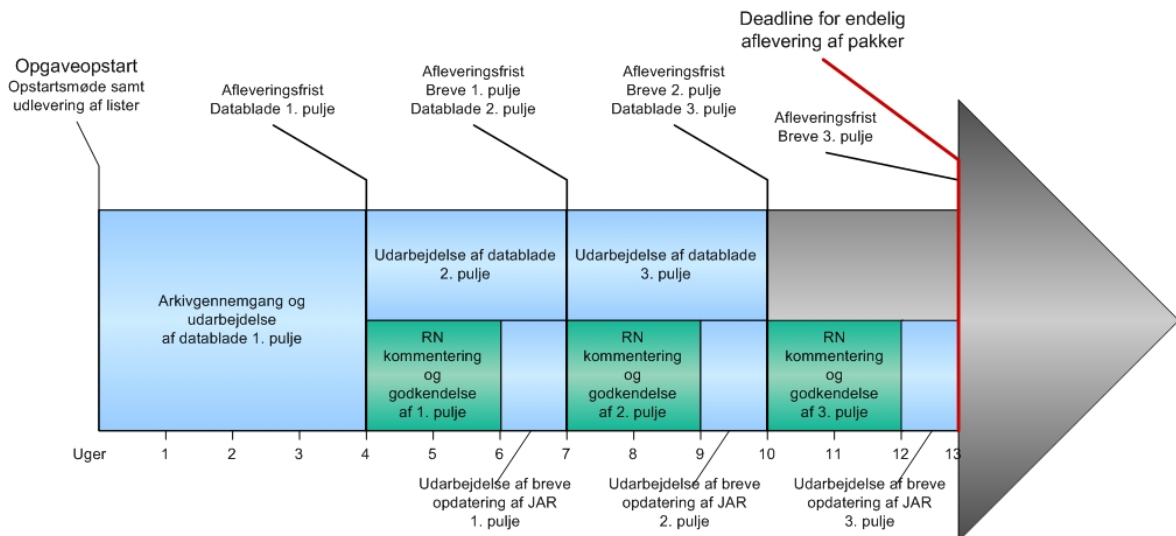 Deadline for endelig
aflevering af pakker
Opgaveopstart
Opstartsmøde samt
udlevering af lister
Afleveringsfrist
Datablade 1. pulje
Afleveringsfrist
Breve 1. pulje
Datablade 2. pulje
Afleveringsfrist
Breve 2. pulje
Datablade 3. pulje
Afleveringsfrist
Breve 3. pulje
Arkivgennemgang og
udarbejdelse
af datablade 1. pulje
Udarbejdelse af datablade
2. pulje
Udarbejdelse af datablade
3. pulje
RN
kommentering
og
godkendelse
af 1. pulje
RN
kommentering
og
godkendelse
af 2. pulje
RN
kommentering
og
godkendelse
af 3. pulje
Uger 1 2 3 4 5 6 7 8 9 10 11 12 13
Udarbejdelse af breve
opdatering af JAR
1. pulje
Udarbejdelse af breve
opdatering af JAR
2. pulje
Udarbejdelse af breve
opdatering af JAR
3. pulje